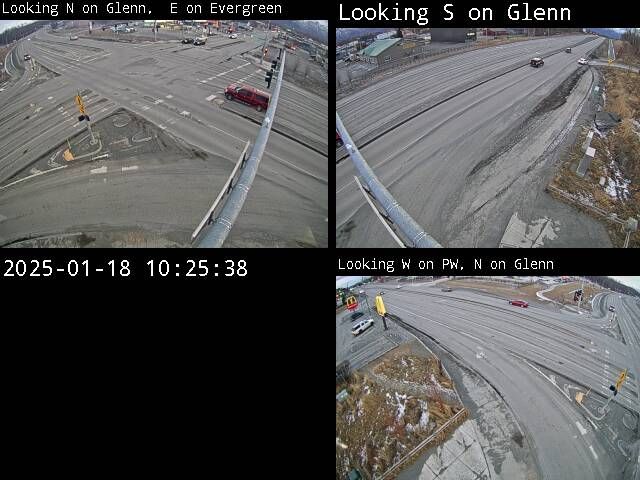 Looking N on Glenn,  E on Evergreen
Looking S on Glenn
2025-01-18 10:25:38
Looking W on PW, N on Glenn